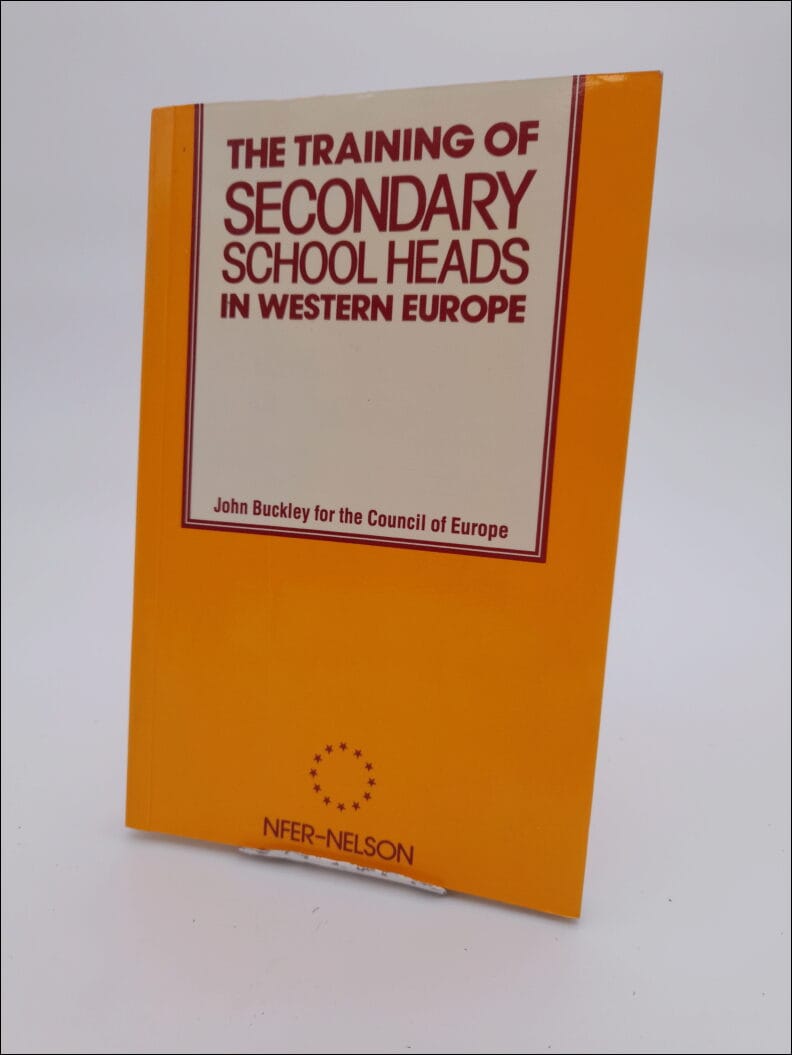 THE TRAINING OF
SECONDARY
SCHOOL HEADS
IN WESTERN EUROPE
John Buckley for the Council of Europe
NFER-NELSON